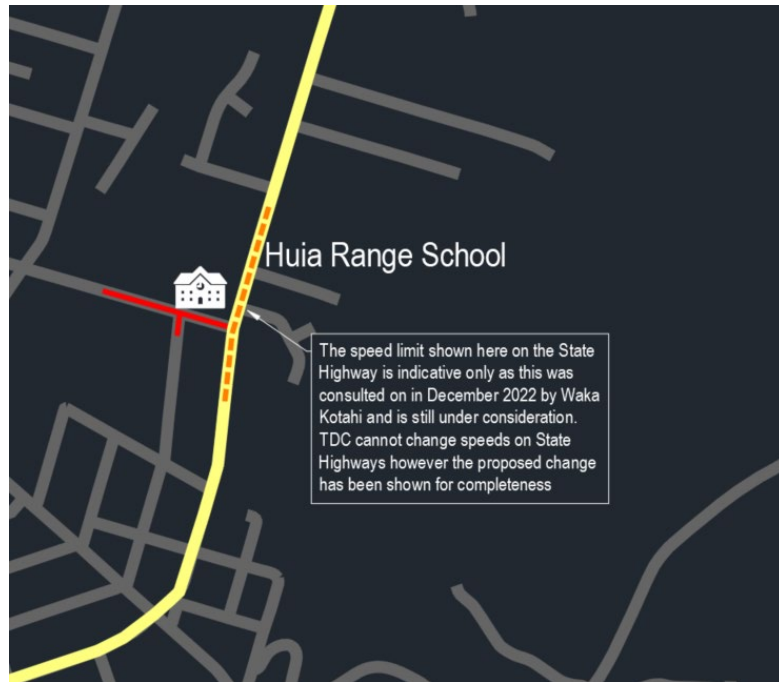 Huia Range School
The speed limit shown here on the State
Highway is indicative only as this was
consulted on in December 2022 by Waka
Kotahi and is still under consideration.
TDC cannot change speeds on State
Highways however the proposed change
has been shown for completeness